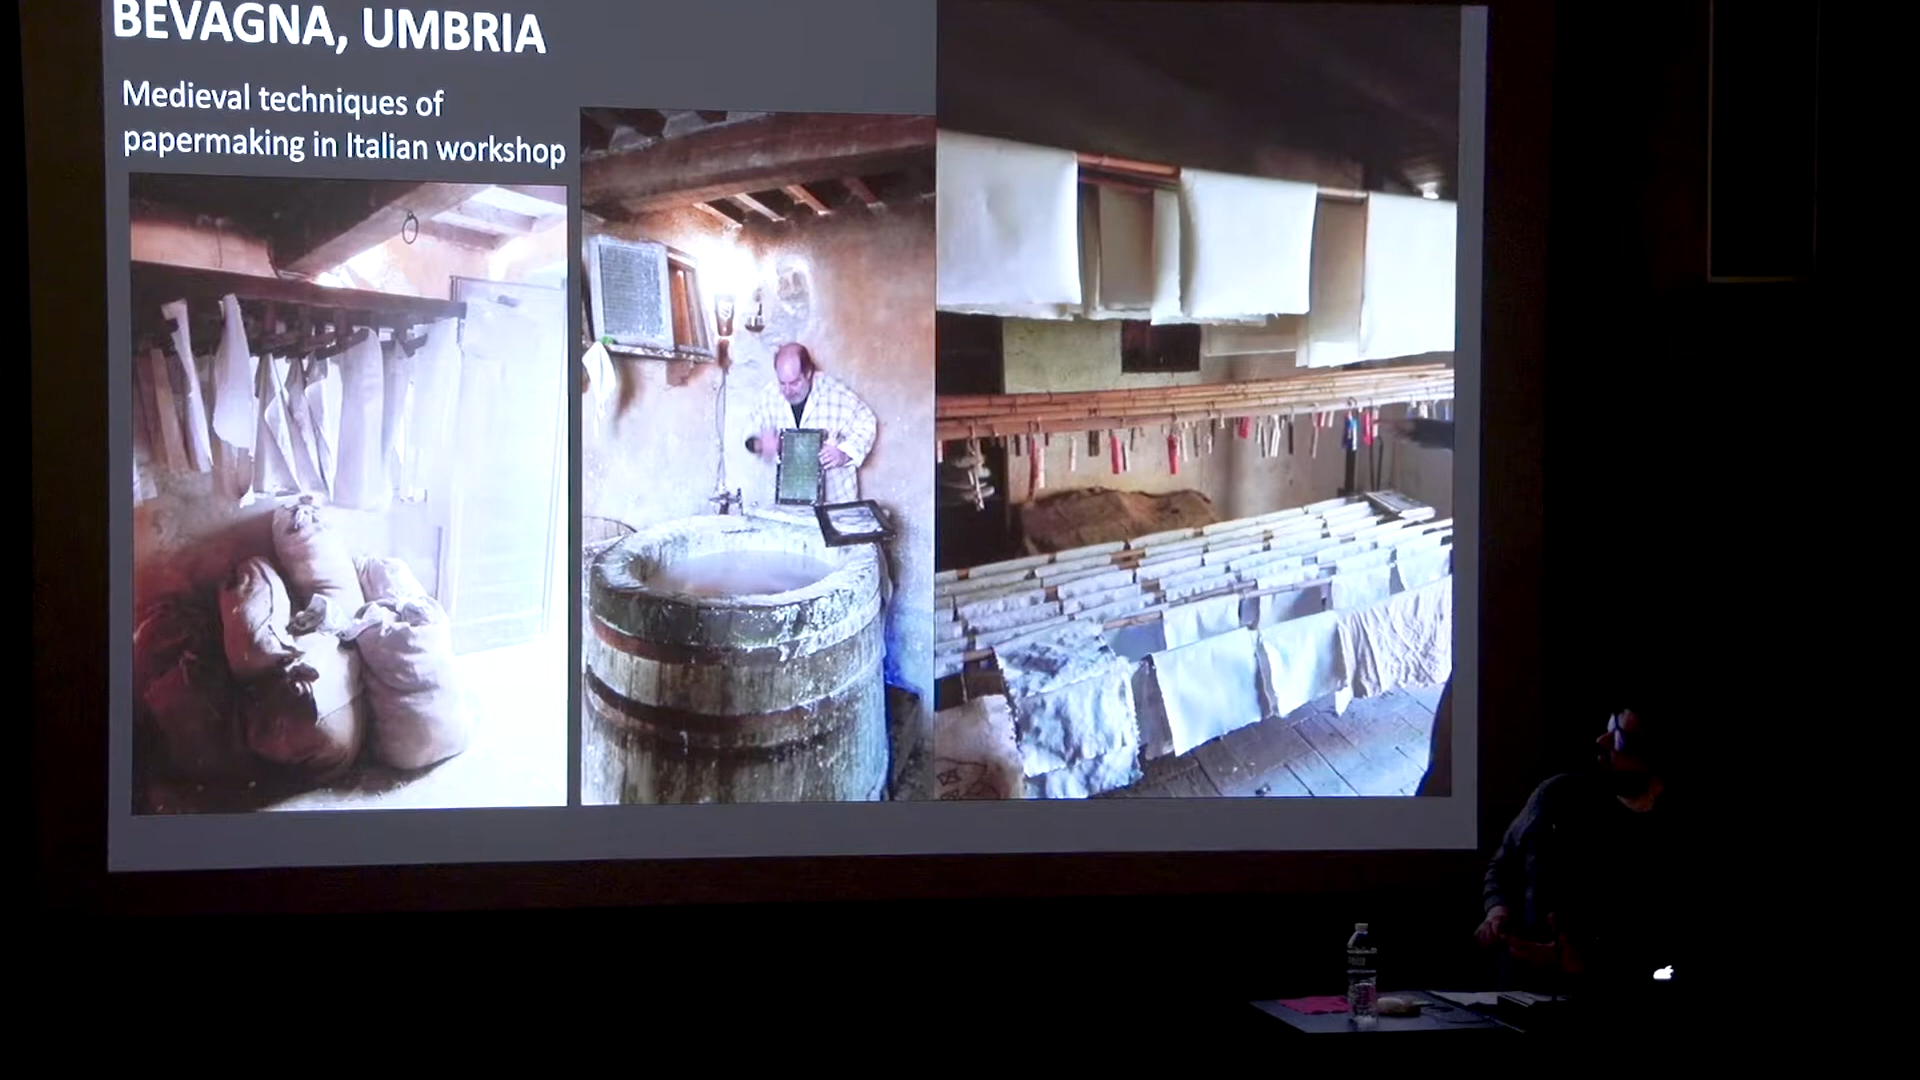 BEVAGNA, UMBRIA
Medieval techniques of
papermaking in Italian workshop